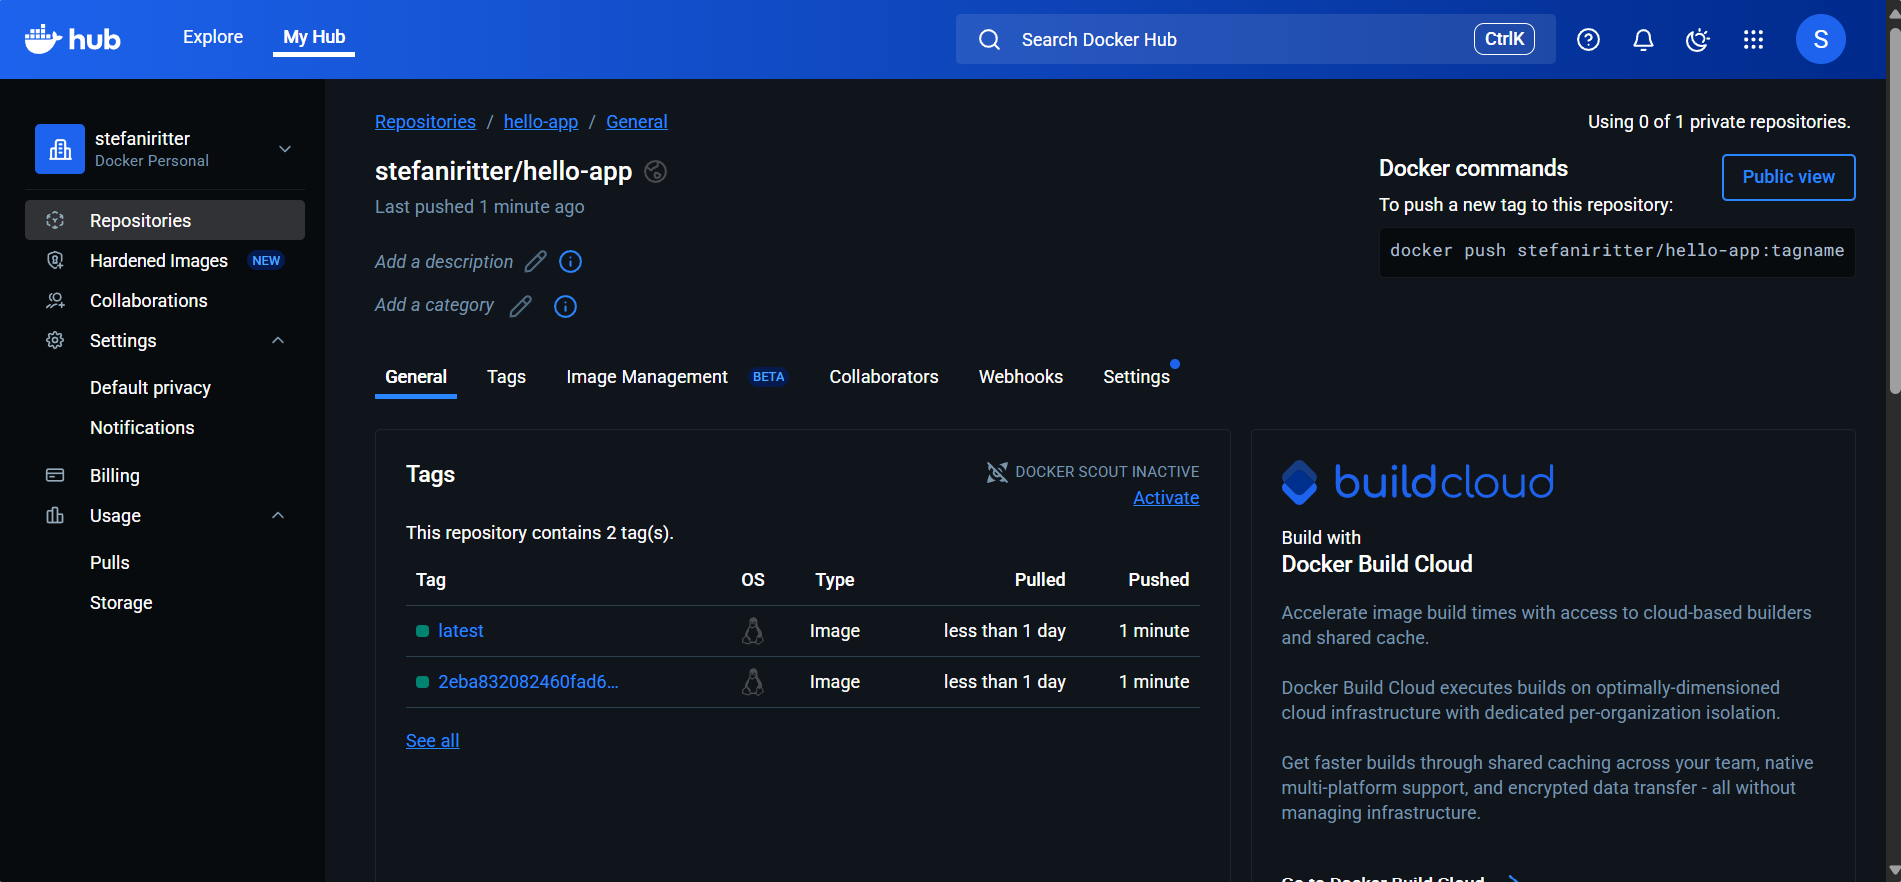 hub
Explore
My Hub
Search Docker Hub
CtrlK
S
stefaniritter
Docker Personal
Repositories
Hardened Images NEW
Collaborations
Settings
Default privacy
Notifications
Billing
Usage
Pulls
Storage
Repositories / hello-app / General
Using 0 of 1 private repositories.
stefaniritter/hello-app
Last pushed 1 minute ago
Add a description
Add a category
Docker commands
Public view
To push a new tag to this repository:
docker push stefaniritter/hello-app:tagname
General
Tags
Image Management BETA
Collaborators
Webhooks
Settings
Tags
DOCKER SCOUT INACTIVE
Activate
This repository contains 2 tag(s).
Tag OS Type Pulled Pushed
latest Image less than 1 day 1 minute
2eba832082460fad6... Image less than 1 day 1 minute
See all
buildcloud
Build with
Docker Build Cloud
Accelerate image build times with access to cloud-based builders
and shared cache.
Docker Build Cloud executes builds on optimally-dimensioned
cloud infrastructure with dedicated per-organization isolation.
Get faster builds through shared caching across your team, native
multi-platform support, and encrypted data transfer - all without
managing infrastructure.
Go to Docker Build Cloud